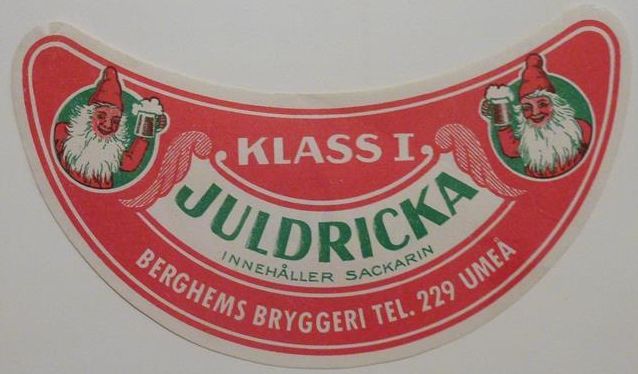 KLASS I
JULDRICKA
INNEHÅLLER SACKARIN
BERGHEMS BRYGGERI TEL. 229 UMEÅ